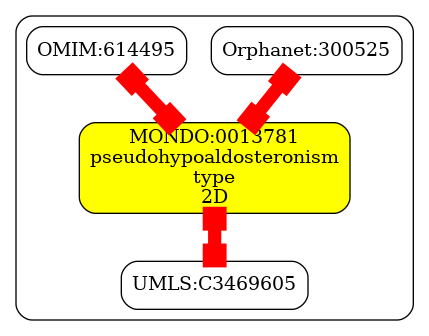 OMIM:614495
Orphanet:300525
MONDO:0013781
pseudohypoaldosteronism
type
2D
UMLS:C3469605